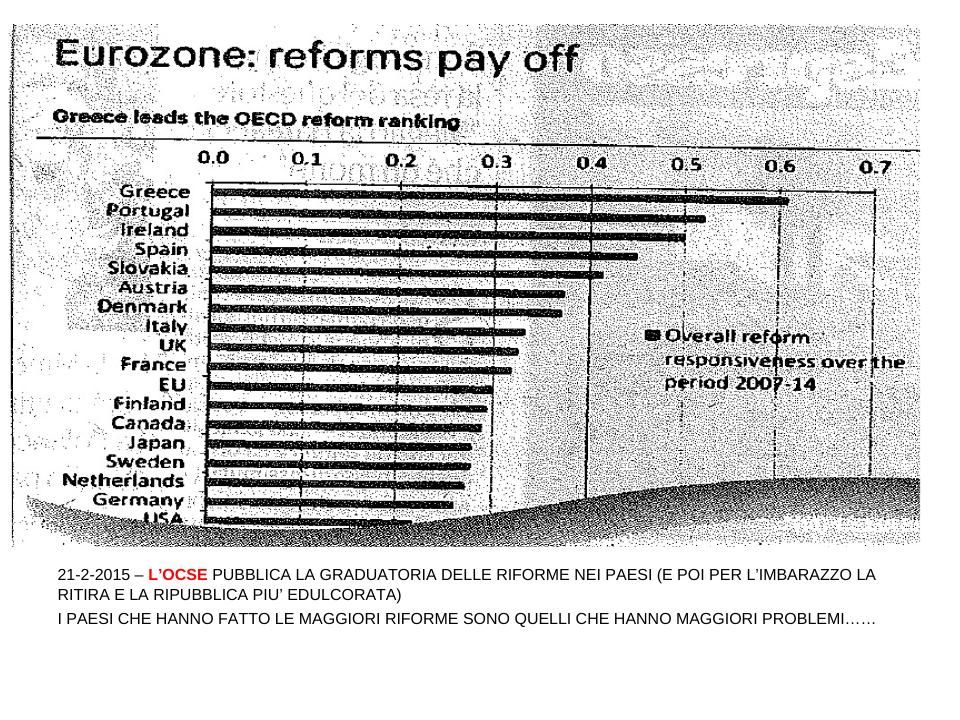 Eurozone: reforms pay off
Greece leads the OECD reform ranking
0.0 0.1 0.2 0.3 0.4 0.5 0.6 0.7
Greece
Portugal
Ireland
Spain
Slovakia
Austria
Denmark
Italy
UK
France
EU
Finland
Canada
Japan
Sweden
Netherlands
Germany
USA
Overall reform
responsiveness over the
period 2007-14
21-2-2015 – L'OCSE PUBBLICA LA GRADUATORIA DELLE RIFORME NEI PAESI (E POI PER L'IMBARAZZO LA
RITIRA E LA RIPUBBLICA PIU' EDULCORATA)
I PAESI CHE HANNO FATTO LE MAGGIORI RIFORME SONO QUELLI CHE HANNO MAGGIORI PROBLEMI……